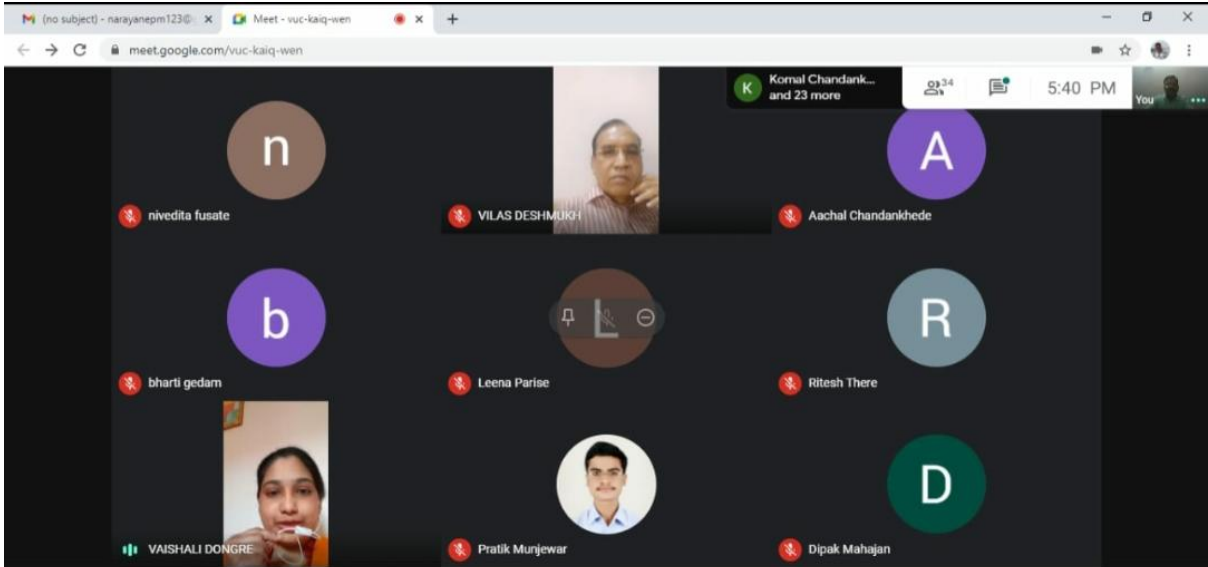 (no subject) - narayanepm123@
Meet - vuc-kaiq-wen
meet.google.com/vuc-kaiq-wen
K
Komal Chandank...
and 23 more
34
5:40 PM
You
n
nivedita fusate
VILAS DESHMUKH
A
Aachal Chandankhede
b
bharti gedam
L
Leena Parise
R
Ritesh There
VAISHALI DONGRE
Pratik Munjewar
D
Dipak Mahajan